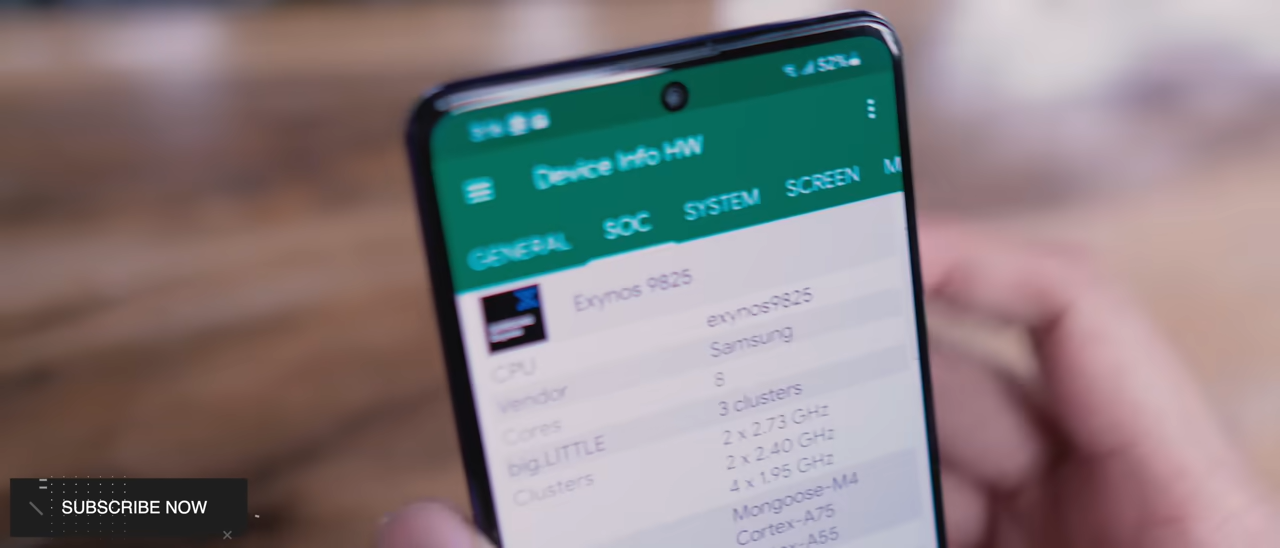 52%
Device Info HW
GENERAL SOC SYSTEM SCREEN M
Exynos 9825
CPU exynos9825
vendor Samsung
Cores 8
big.LITTLE 3 clusters
Clusters 2 x 2.73 GHz
2 x 2.40 GHz
4 x 1.95 GHz
Mongoose-M4
Cortex-A75
x-A55
SUBSCRIBE NOW